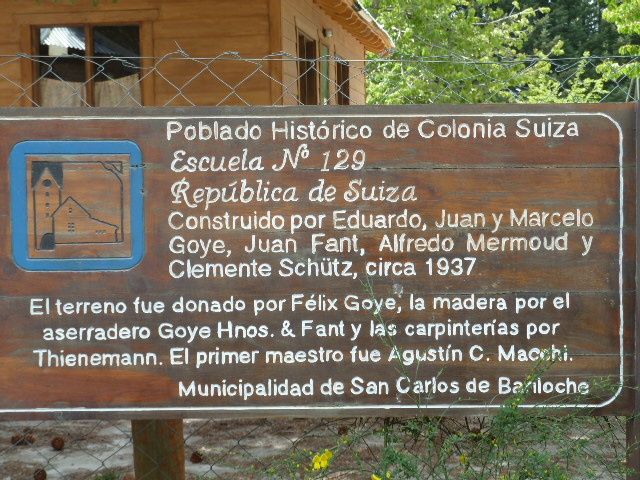 Poblado Histórico de Colonia Suiza
Escuela Nº 129
República de Suiza
Construido por Eduardo, Juan y Marcelo
Goye, Juan Fant, Alfredo Mermoud y
Clemente Schütz, circa 1937
El terreno fue donado por Félix Goye, la madera por el
aserradero Goye Hnos. & Fant y las carpinterías por
Thienemann. El primer maestro fue Agustín C. Macchi.
Municipalidad de San Carlos de Bariloche